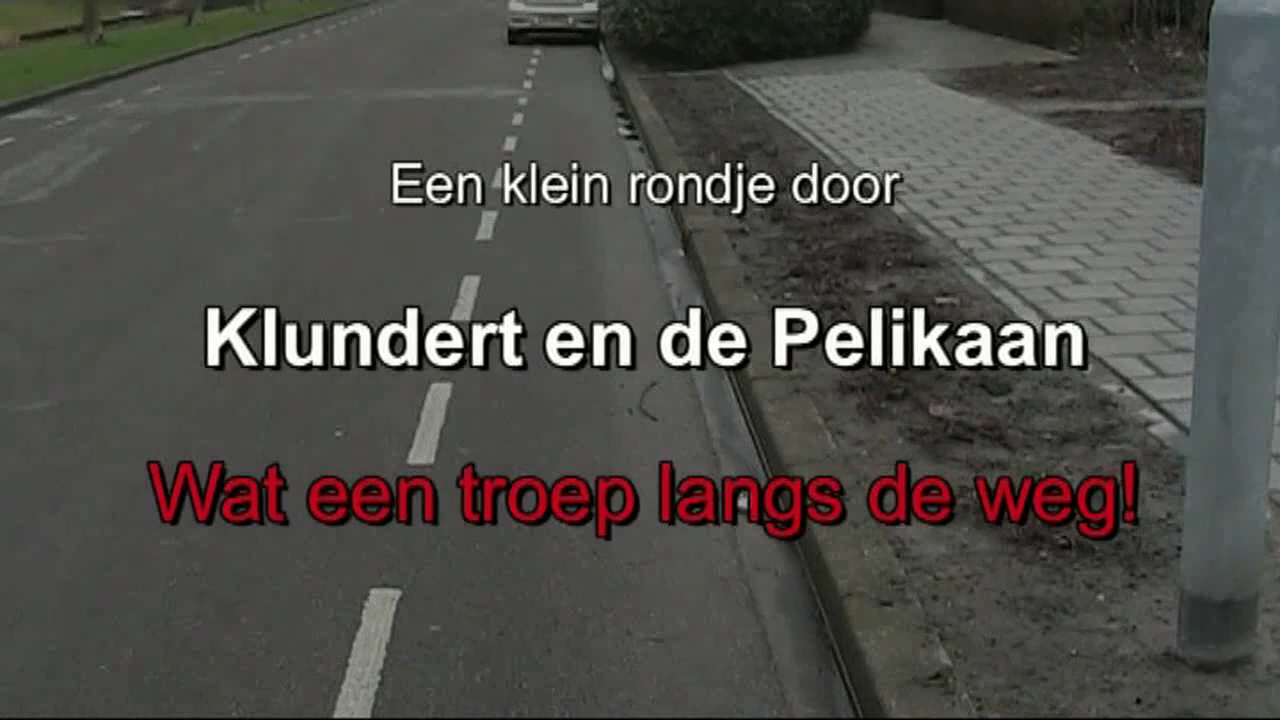 Een klein rondje door
Klundert en de Pelikaan
Wat een troep langs de weg!